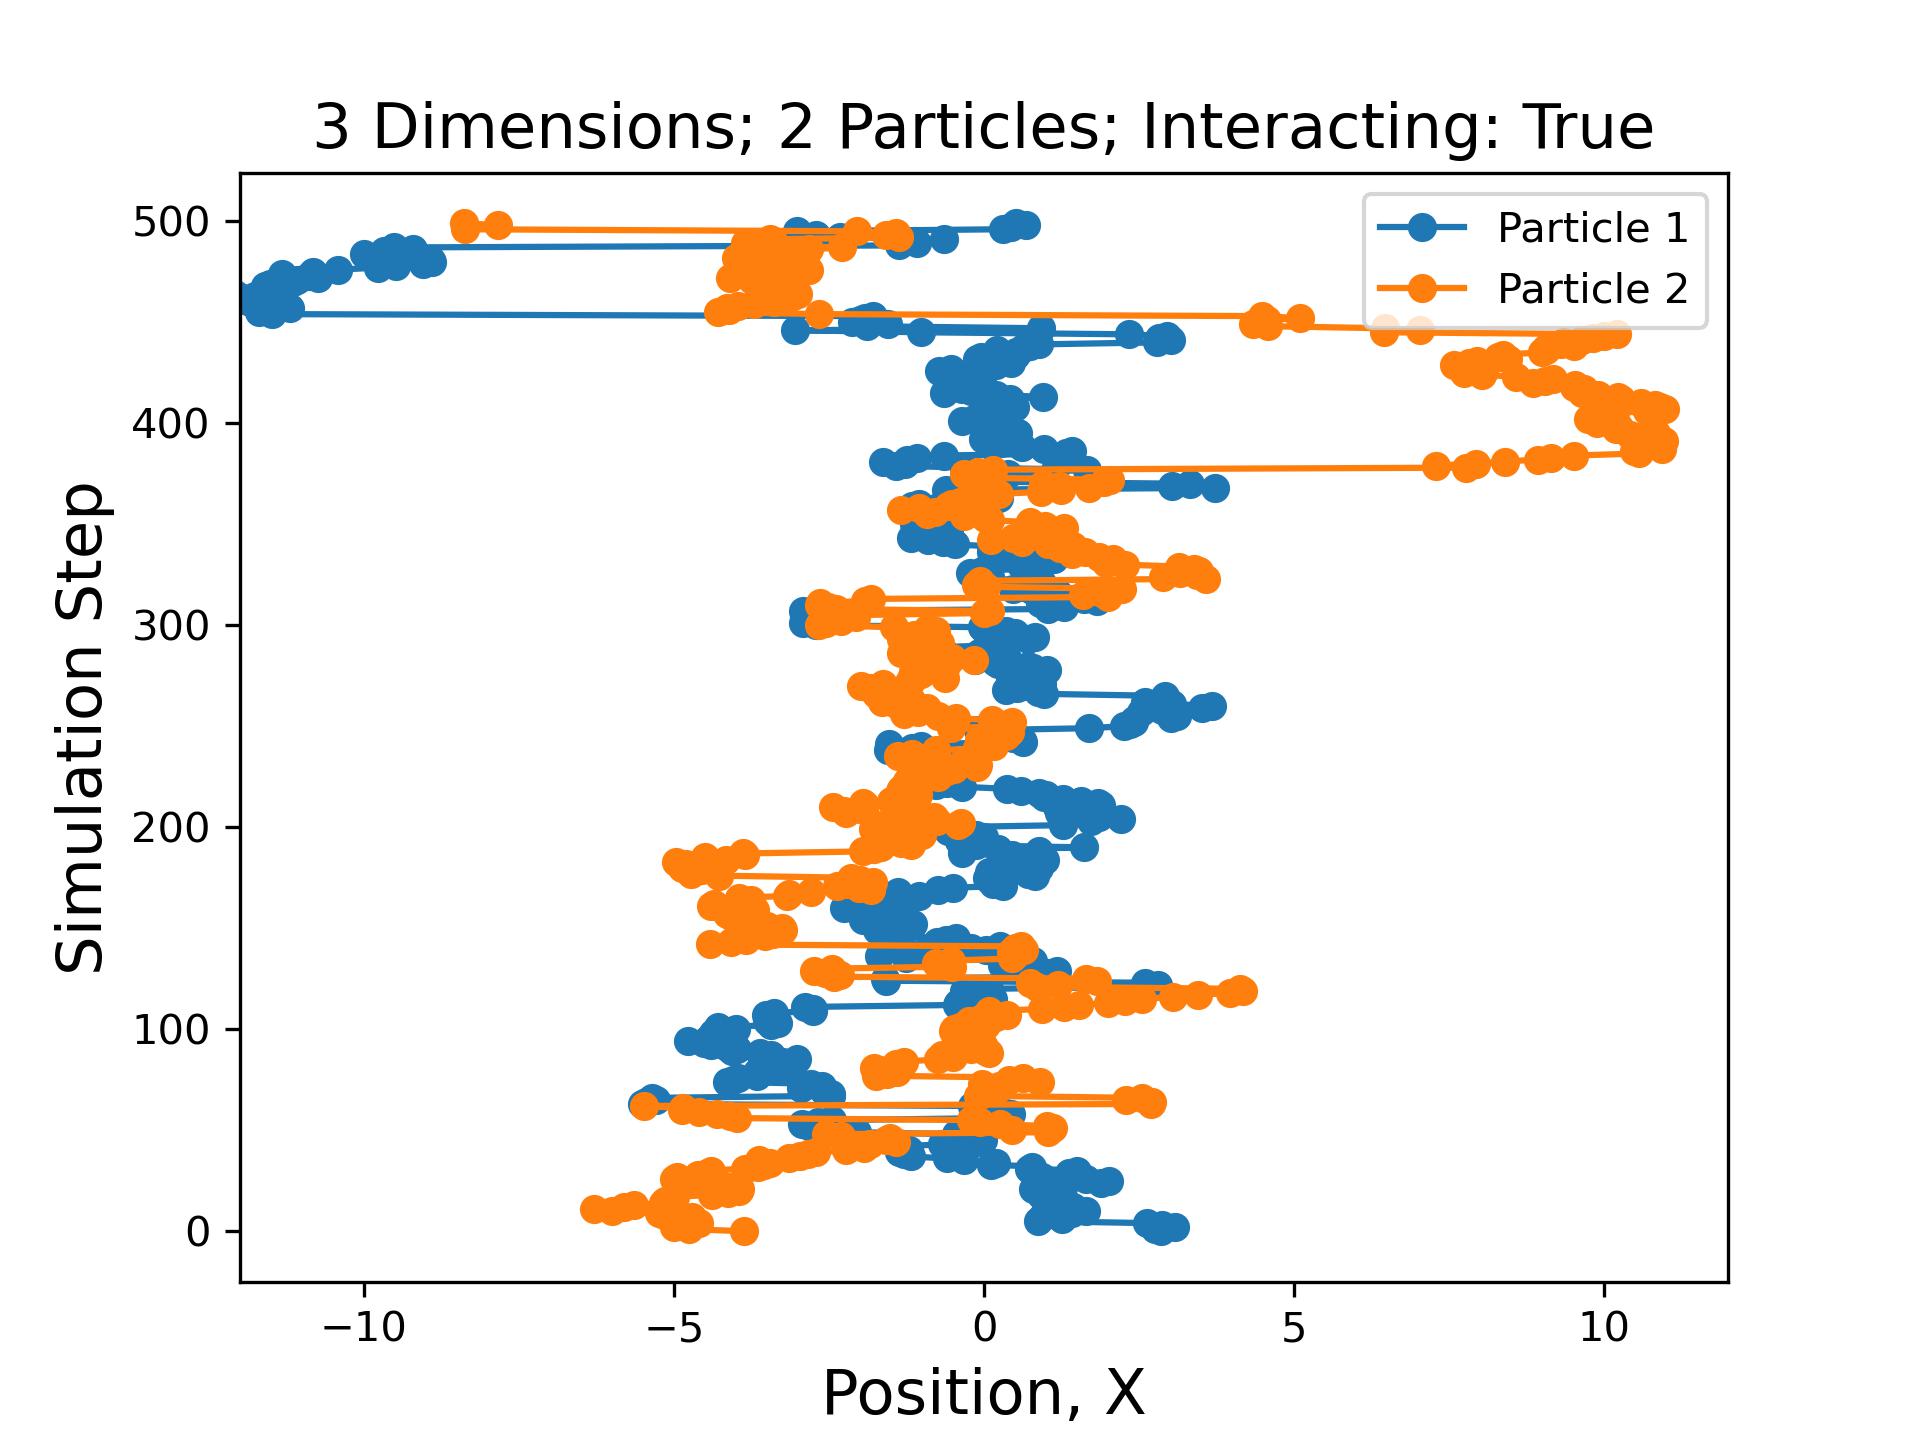 3 Dimensions; 2 Particles; Interacting: True
Particle 1
Particle 2
500
400
300
200
100
0
Simulation Step
−10
−5
0
5
10
Position, X